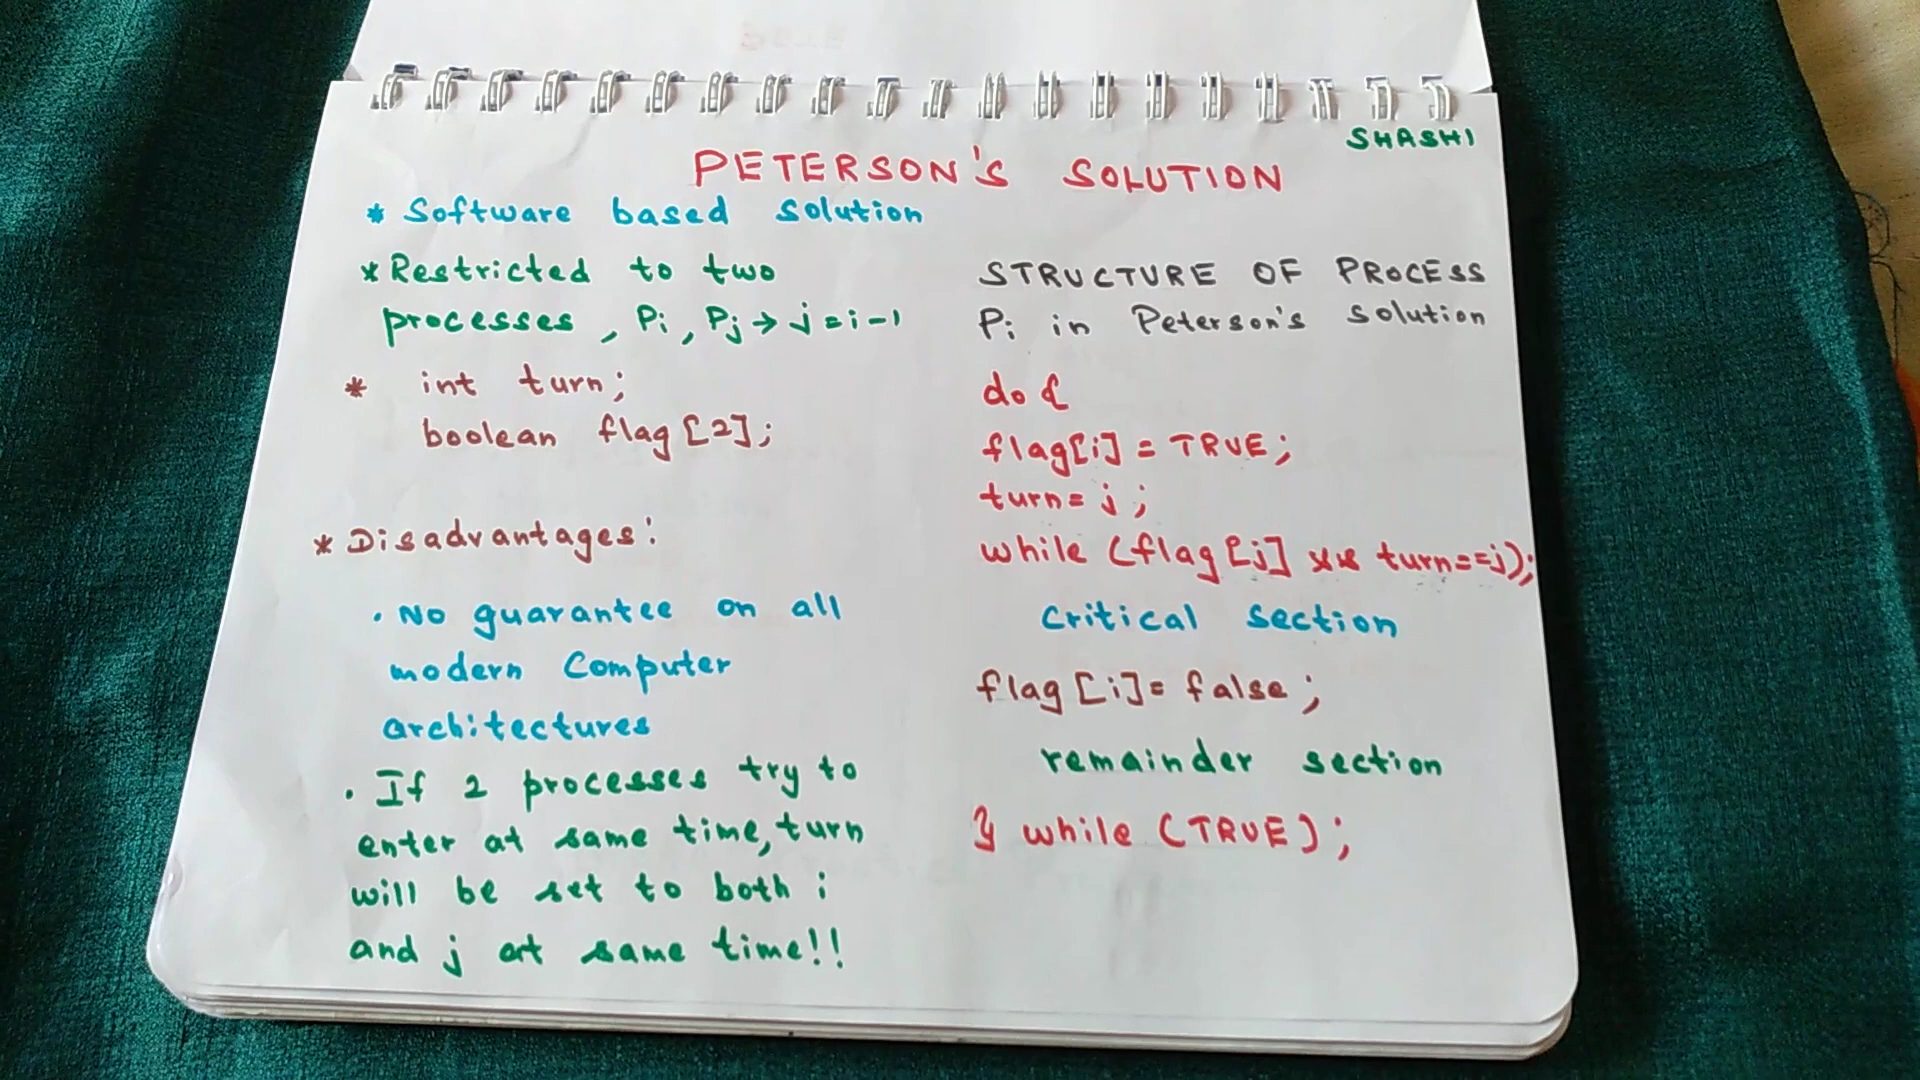 SHASHI
PETERSON'S SOLUTION
* Software based solution
* Restricted to two
processes, Pi, Pj → j = i - 1
* int turn;
boolean flag [2];
* Disadvantages:
. No guarantee on all
modern Computer
architectures
. If 2 processes try to
enter at same time, turn
will be set to both i
and j at same time!!
STRUCTURE OF PROCESS
Pi in Peterson's solution
do {
flag[i] = TRUE;
turn = j;
while (flag [j] && turn == j);
Critical section
flag [i] = false;
remainder section
} while (TRUE);